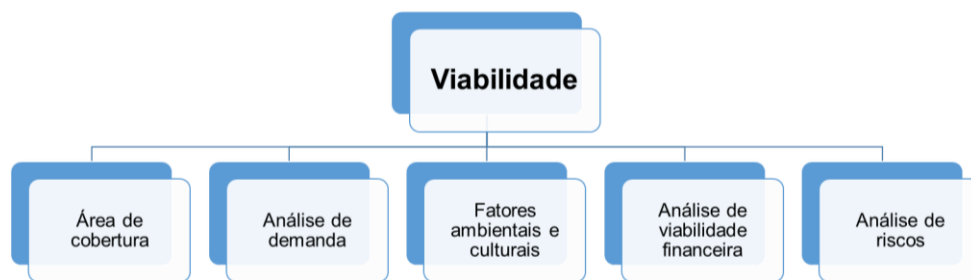 Viabilidade
Área de
cobertura
Análise de
demanda
Fatores
ambientais e
culturais
Análise de
viabilidade
financeira
Análise de
riscos